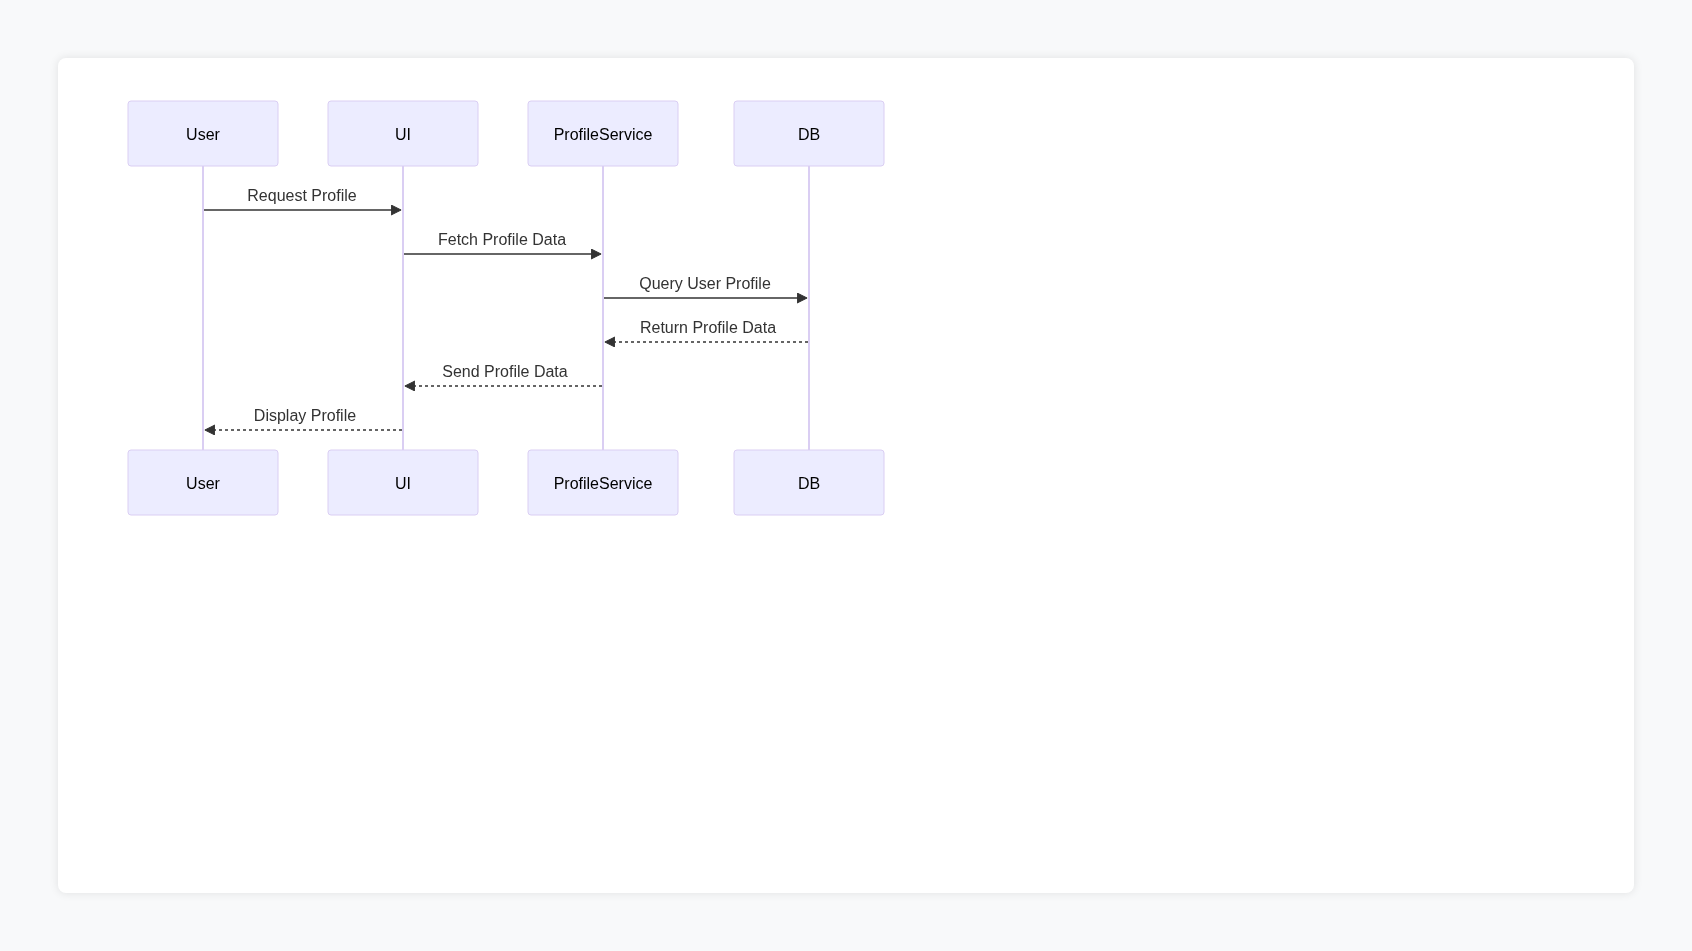 User
UI
ProfileService
DB
Request Profile
Fetch Profile Data
Query User Profile
Return Profile Data
Send Profile Data
Display Profile
User
UI
ProfileService
DB